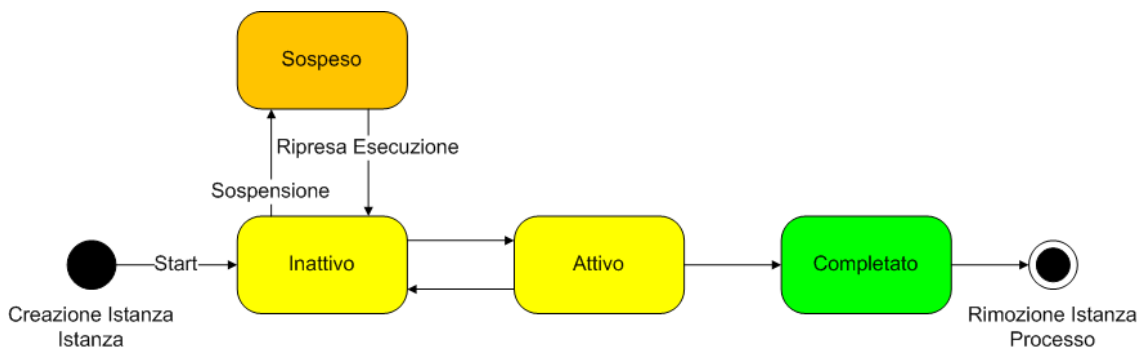 Sospeso
Ripresa Esecuzione
Sospensione
Start
Inattivo
Attivo
Completato
Creazione Istanza
Istanza
Rimozione Istanza
Processo